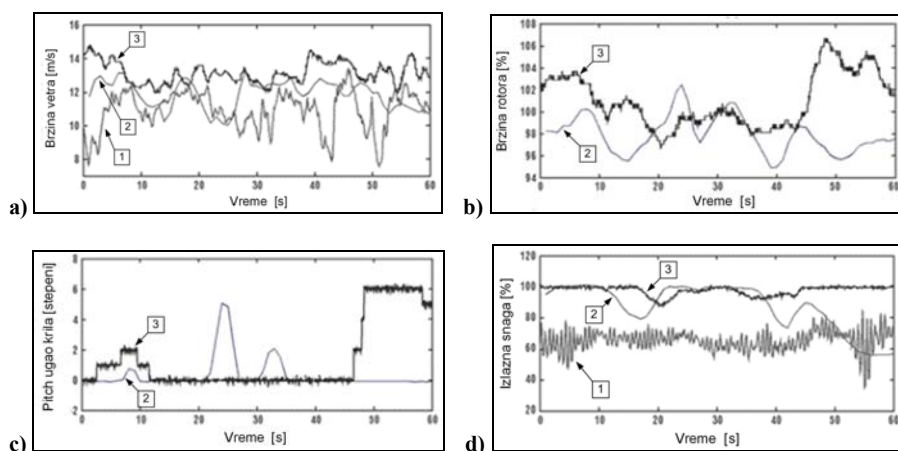 a)
Brzina vetra [m/s]
16
14
12
10
8
3
2
1
0 10 20 30 40 50 60
Vreme [s]
b)
Brzina rotora [%]
108
104
102
100
98
96
94
3
2
0 10 20 30 40 50 60
Vreme [s]
c)
Pitch ugao krila [stepeni]
8
6
4
2
0
2
3
2
0 10 20 30 40 50 60
Vreme [s]
d)
Izlazna snaga [%]
120
100
80
60
40
20
3
2
1
0 10 20 30 40 50 60
Vreme [s]